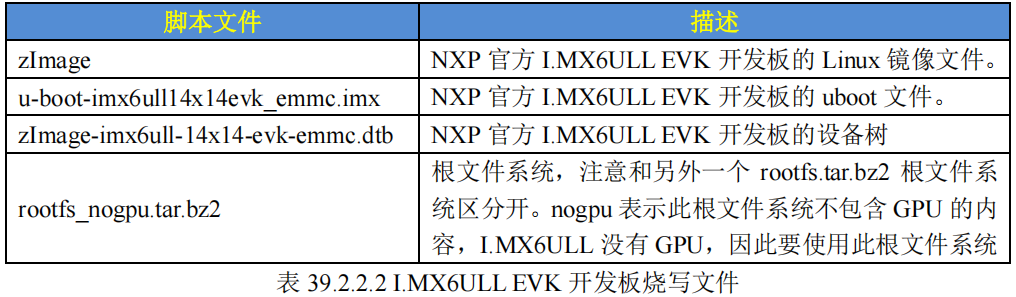 脚本文件 描述
zImage NXP 官方 I.MX6ULL EVK 开发板的 Linux 镜像文件。
u-boot-imx6ull14x14evk_emmc.imx NXP 官方 I.MX6ULL EVK 开发板的 uboot 文件。
zImage-imx6ull-14x14-evk-emmc.dtb NXP 官方 I.MX6ULL EVK 开发板的设备树
rootfs_nogpu.tar.bz2
根文件系统，注意和另外一个 rootfs.tar.bz2 根文件系
统区分开。nogpu 表示此根文件系统不包含 GPU 的内
容，I.MX6ULL 没有 GPU，因此要使用此根文件系统
表 39.2.2.2 I.MX6ULL EVK 开发板烧写文件